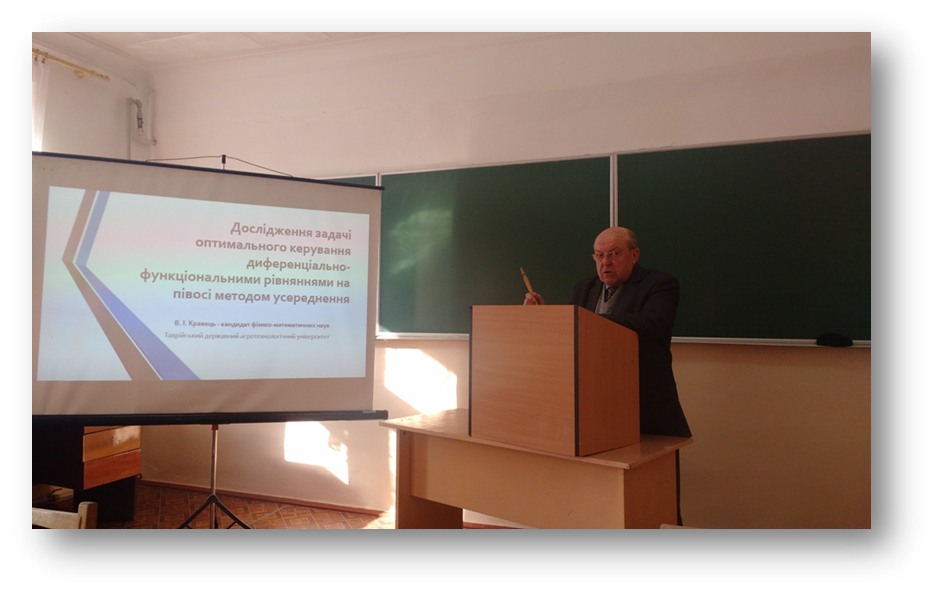 Дослідження задачі
оптимального керування
диференціально-
функціональними рівняннями на
півосі методом усереднення
В. І. Кравець - кандидат фізико-математичних наук
Таврійський державний агротехнологічний університет